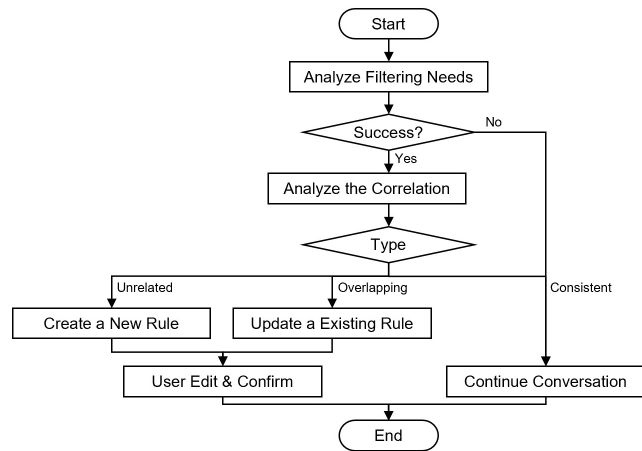 Start
Analyze Filtering Needs
Success?
No
Yes
Analyze the Correlation
Type
Unrelated
Overlapping
Consistent
Create a New Rule
Update a Existing Rule
User Edit & Confirm
Continue Conversation
End